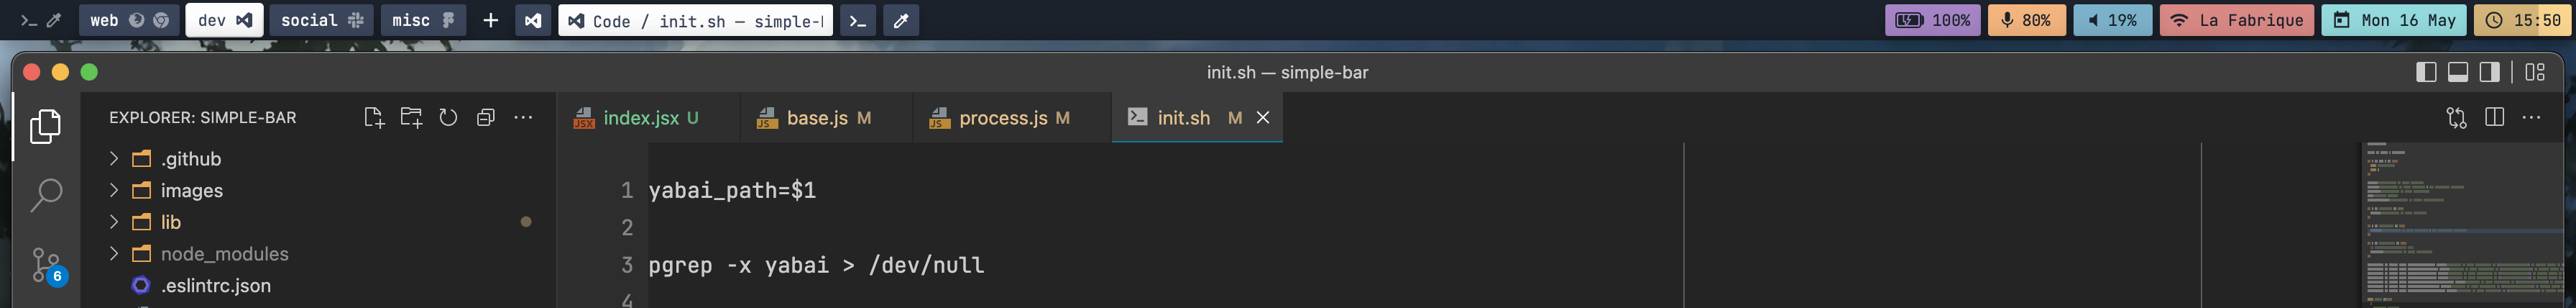 web dev social misc + Code / init.sh — simple-b 100% 80% 19% La Fabrique Mon 16 May 15:50
init.sh — simple-bar
EXPLORER: SIMPLE-BAR
index.jsx U base.js M process.js M init.sh M
.github
images
lib
node_modules
.eslintrc.json
6
1 yabai_path=$1
2
3 pgrep -x yabai > /dev/null
4